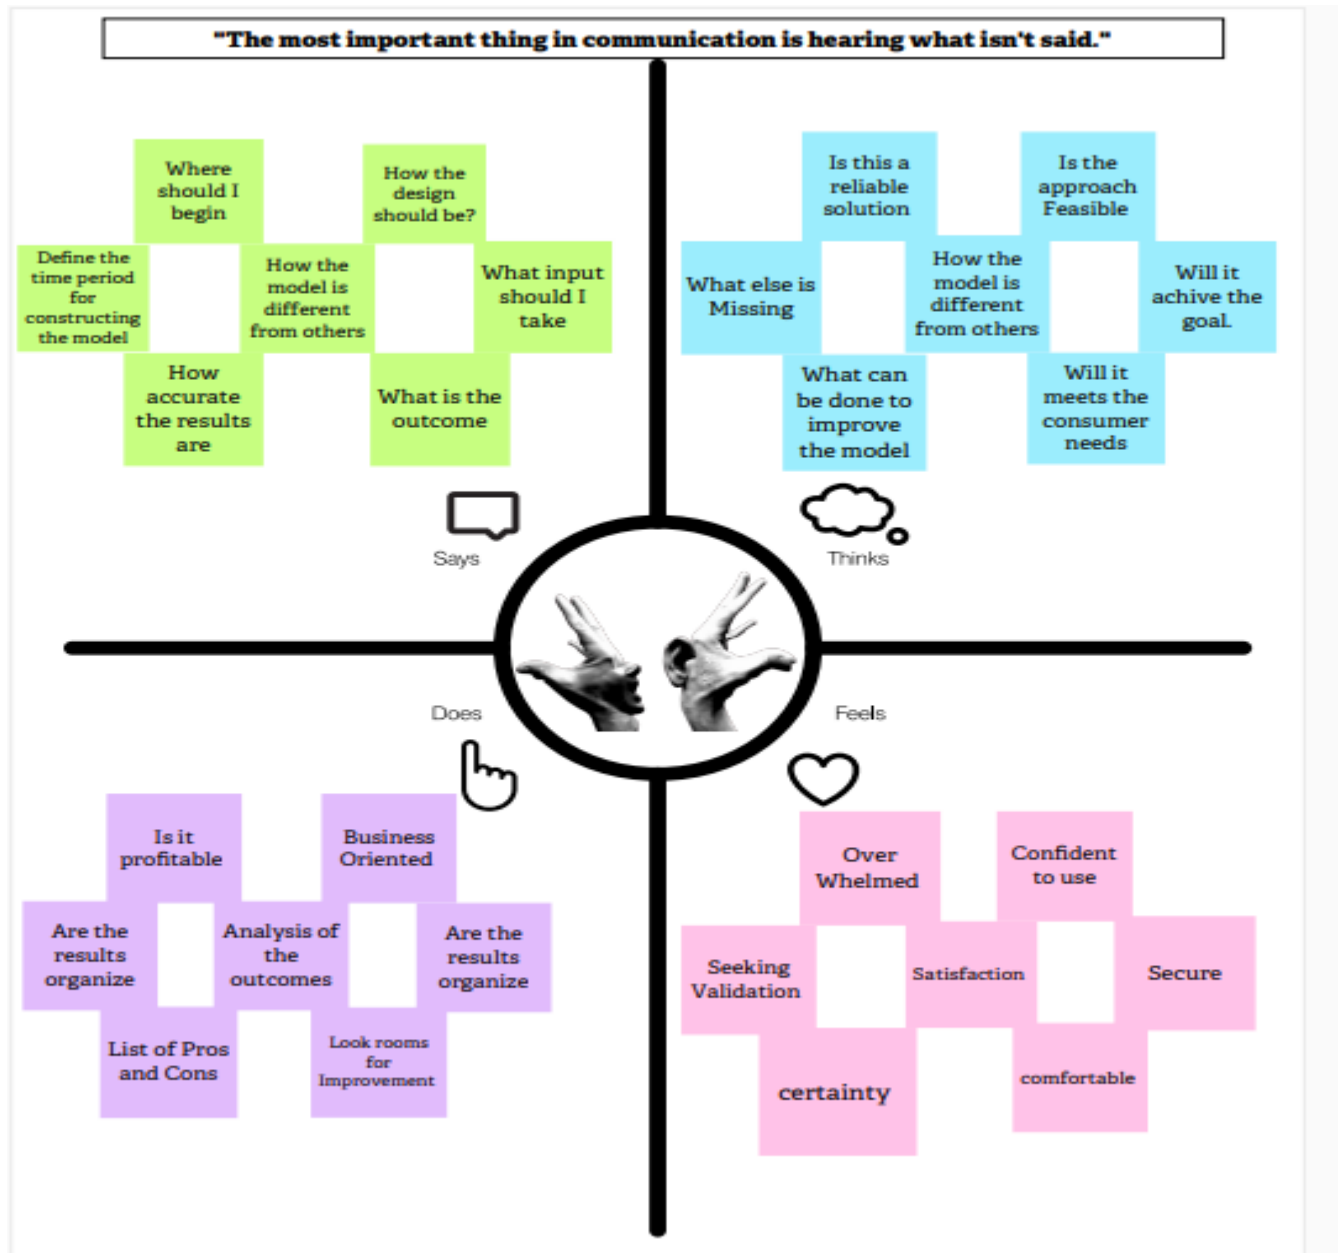 "The most important thing in communication is hearing what isn't said."
Where
should I
begin
How the
design
should be?
Define the
time period
for
constructing
the model
How the
model is
different
from others
What input
should I
take
How
accurate
the results
are
What is the
outcome
Says
Is this a
reliable
solution
Is the
approach
Feasible
What else is
Missing
How the
model is
different
from others
Will it
achive the
goal.
What can
be done to
improve
the model
Will it
meets the
consumer
needs
Thinks
Does
Is it
profitable
Business
Oriented
Are the
results
organize
Analysis of
the
outcomes
Are the
results
organize
List of Pros
and Cons
Look rooms
for
Improvement
Feels
Over
Whelmed
Confident
to use
Seeking
Validation
Satisfaction
Secure
certainty
comfortable